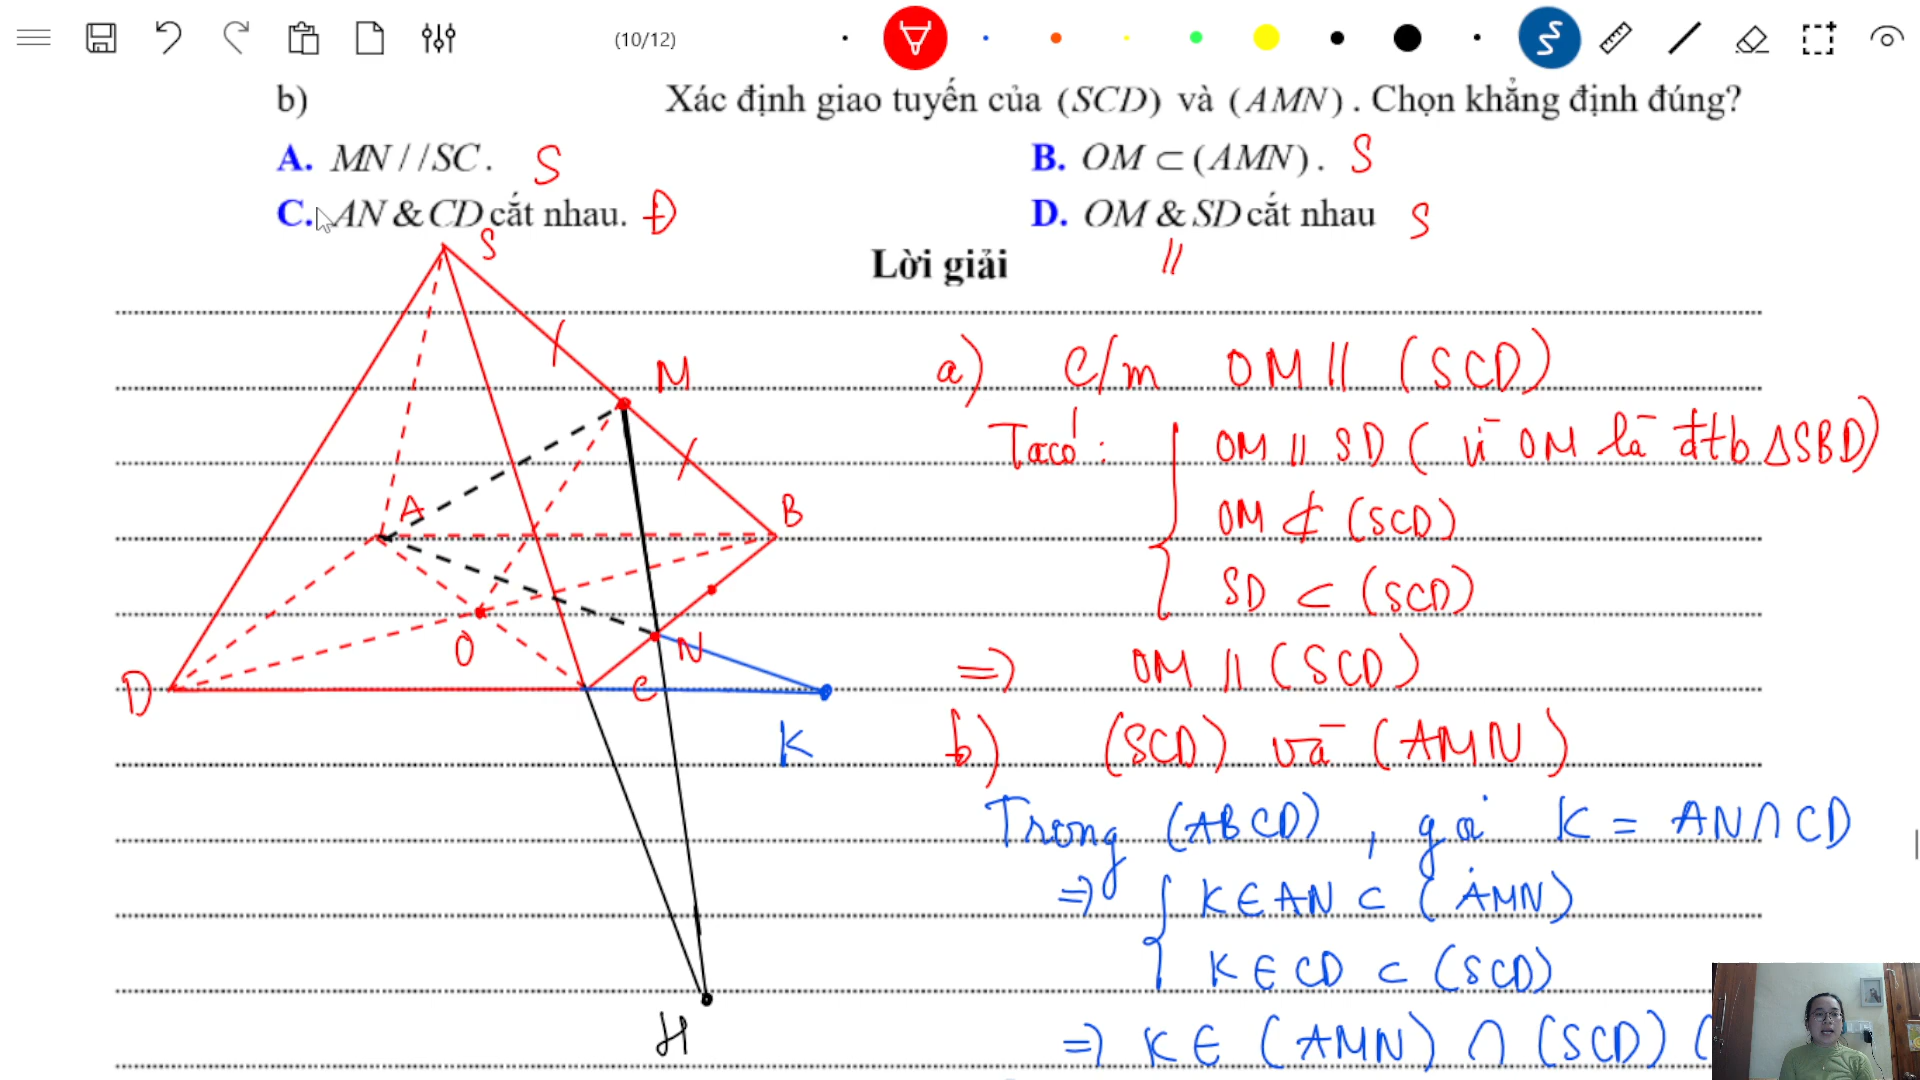 (10/12)
b) Xác định giao tuyến của (SCD) và (AMN). Chọn khẳng định đúng?
A. MN//SC. S
B. OM ⊂ (AMN). S
C. AN & CD cắt nhau. Đ
D. OM & SD cắt nhau S
//
Lời giải
S
M
A
B
O
N
D
C
K
H
a) C/m OM // (SCD)
Ta có: { OM // SD (vì OM là đtb ΔSBD)
OM ⊄ (SCD)
SD ⊂ (SCD)
=> OM // (SCD)
b) (SCD) và (AMN)
Trong (ABCD), gọi K = AN ∩ CD
=> { K ∈ AN ⊂ (AMN)
K ∈ CD ⊂ (SCD)
=> K ∈ (AMN) ∩ (SCD) (